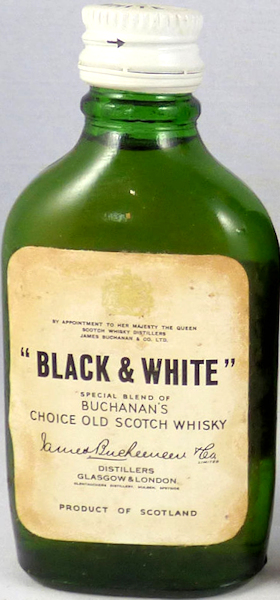 BY APPOINTMENT TO HER MAJESTY THE QUEEN
SCOTCH WHISKY DISTILLERS
JAMES BUCHANAN & CO. LTD.
"BLACK & WHITE"
SPECIAL BLEND OF
BUCHANAN'S
CHOICE OLD SCOTCH WHISKY
James Buchanan & Co.
LIMITED
DISTILLERS
GLASGOW & LONDON.
PRODUCT OF SCOTLAND